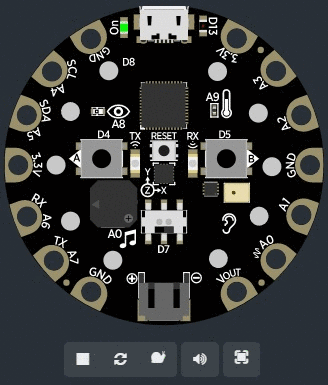 ON
D13
GND
3.3V
D8
SCL
A4
A3
A9
SDA
A5
A8
A2
D4
TX
RESET
RX
D5
A
B
3.3V
GND
Y
Z
X
RX
A6
A1
A0
TX
A7
D7
A0
GND
VOUT